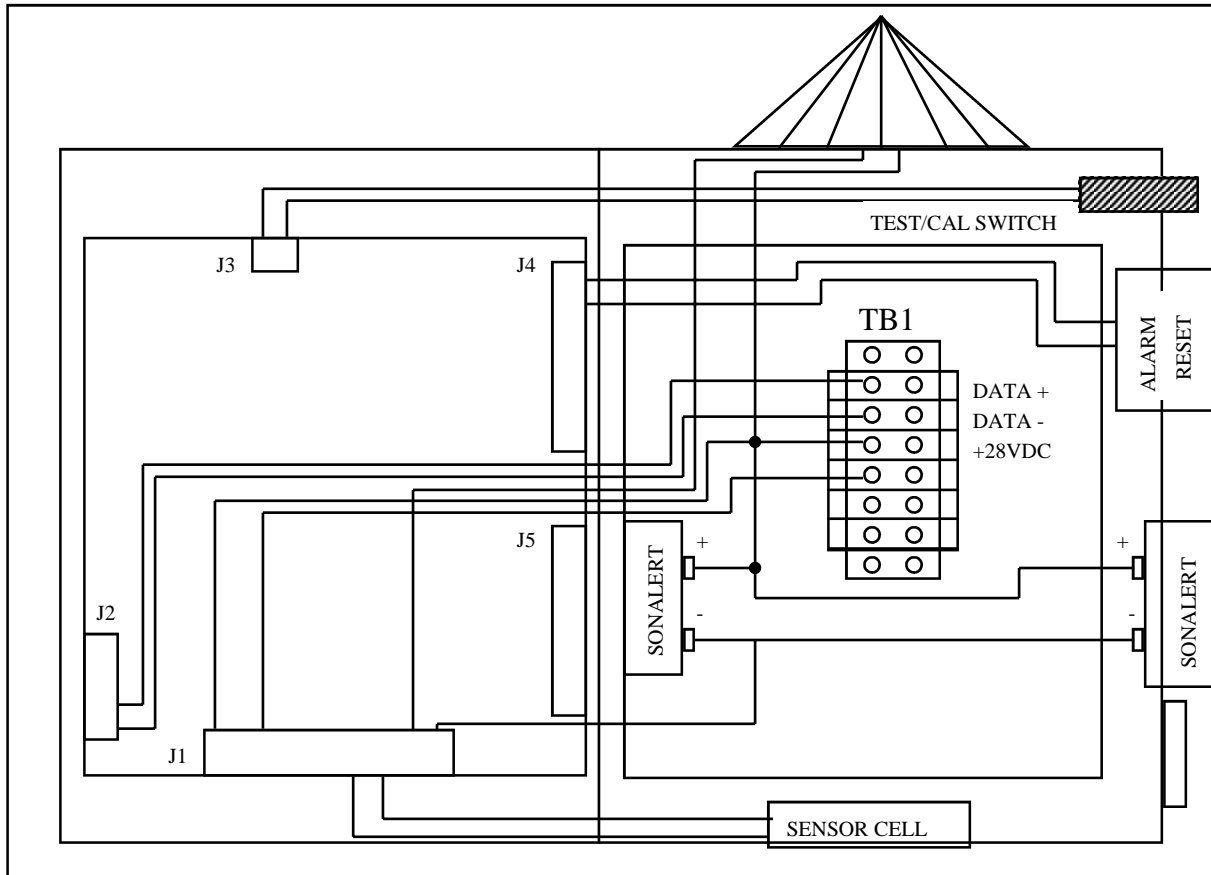 TEST/CAL SWITCH
J3
J4
ALARM
RESET
TB1
DATA +
DATA -
+28VDC
J5
+
-
SONALERT
+
-
SONALERT
J2
J1
SENSOR CELL